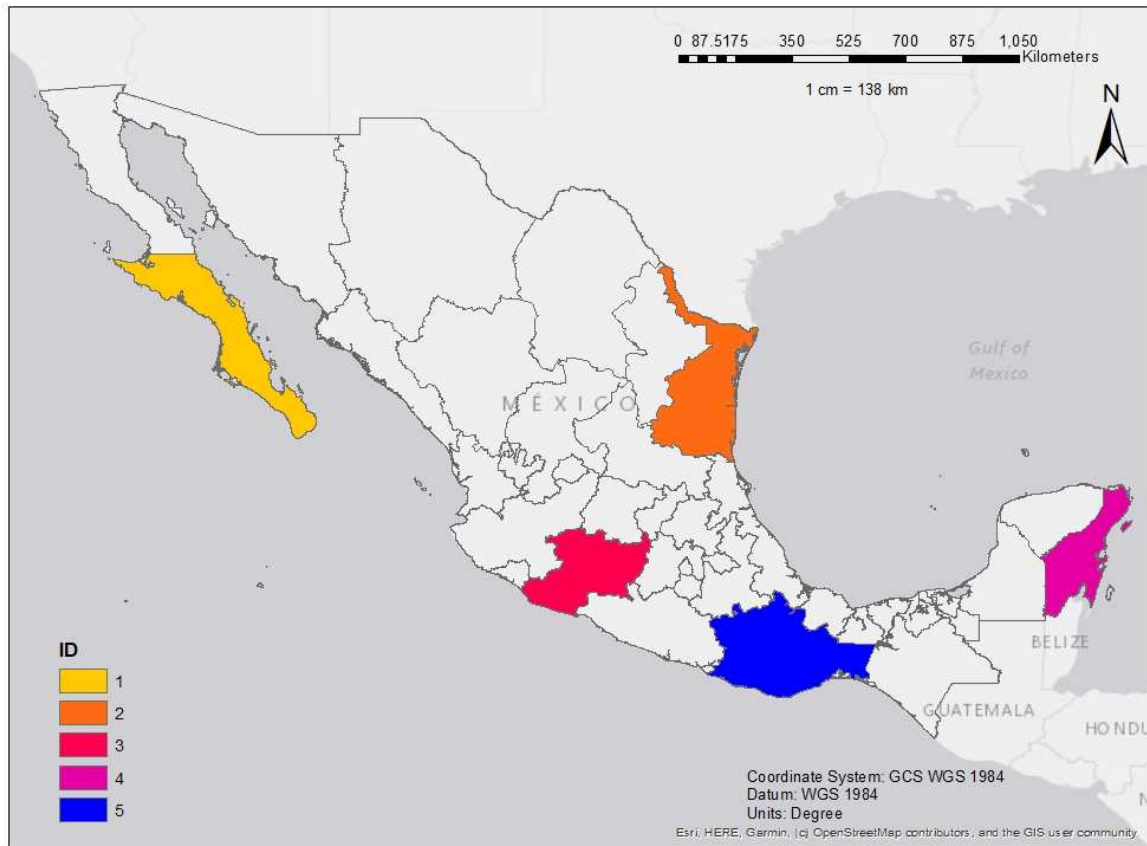 0 87.5175 350 525 700 875 1,050
Kilometers
1 cm = 138 km
N
Gulf of
Mexico
MÉXICO
BELIZE
GUATEMALA
HONDU
N
ID
1
2
3
4
5
Coordinate System: GCS WGS 1984
Datum: WGS 1984
Units: Degree
Esri, HERE, Garmin, (c) OpenStreetMap contributors, and the GIS user community